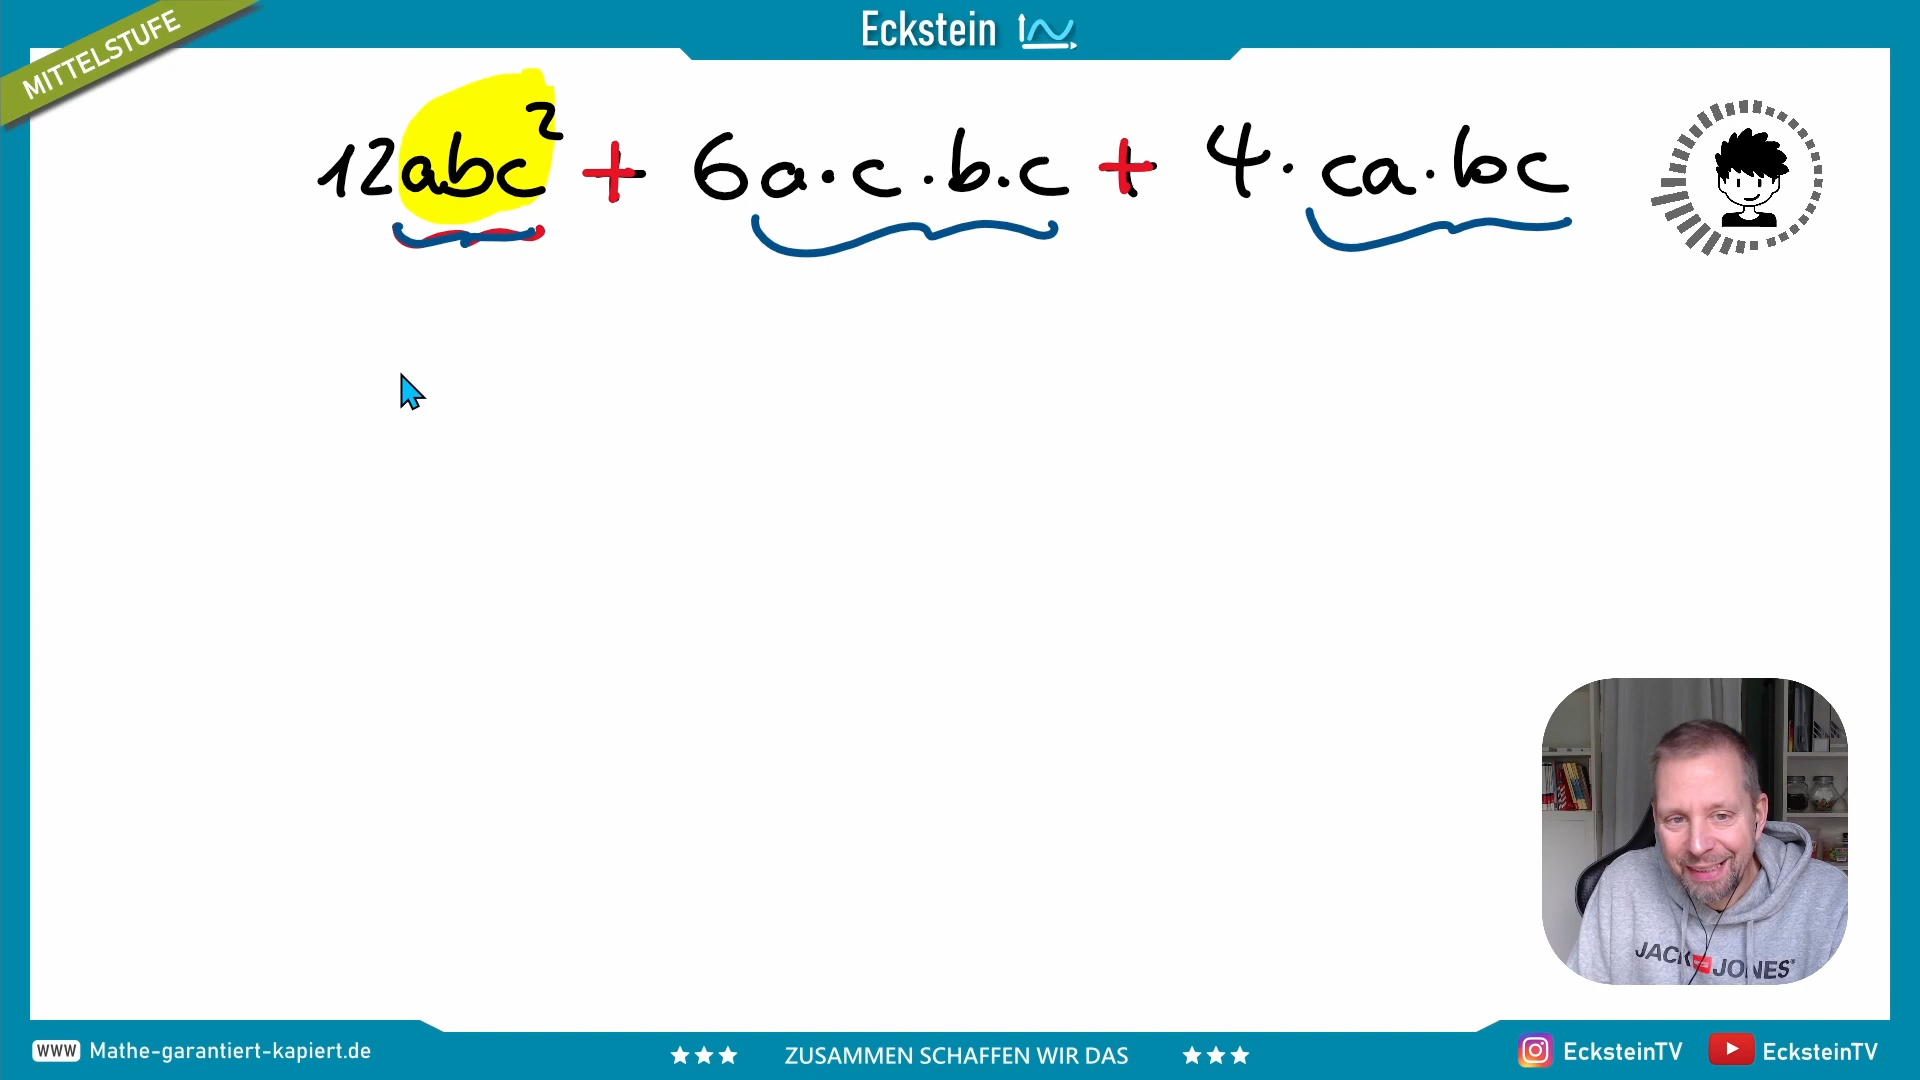 MITTELSTUFE
Eckstein
12abc² + 6a·c·b·c + 4·ca·bc
JACK JONES
www Mathe-garantiert-kapiert.de
ZUSAMMEN SCHAFFEN WIR DAS
EcksteinTV
EcksteinTV